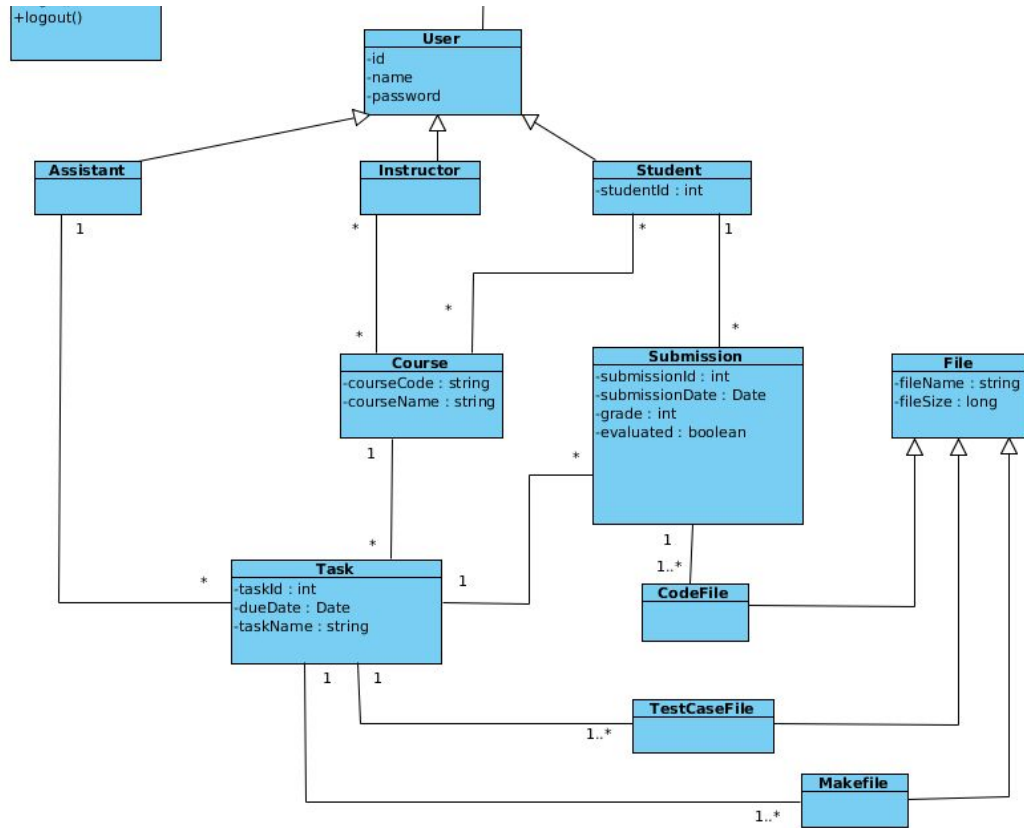 +logout()
User
-id
-name
-password
Assistant
Instructor
Student
-studentId : int
1
*
*
1
*
*
*
Course
-courseCode : string
-courseName : string
Submission
-submissionId : int
-submissionDate : Date
-grade : int
-evaluated : boolean
File
-fileName : string
-fileSize : long
1
*
*
1
1..*
Task
-taskId : int
-dueDate : Date
-taskName : string
*
1
CodeFile
1
1
TestCaseFile
1..*
Makefile
1..*